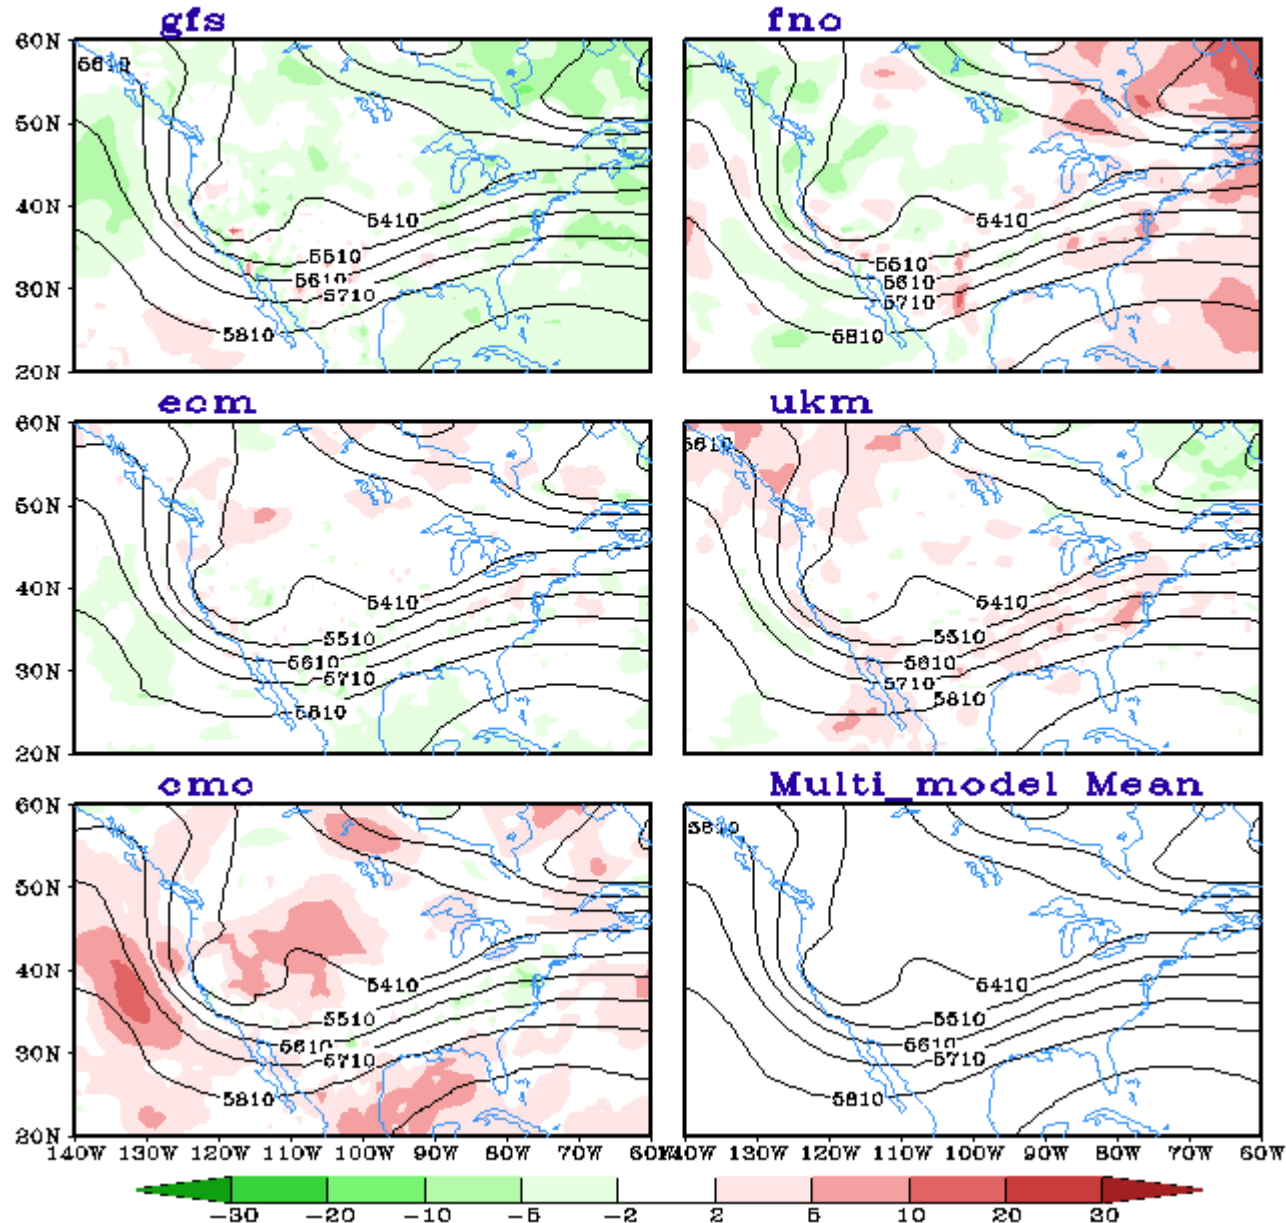 gfs fno
60N 5610
50N
40N 5410 5410
5510 5510
30N 5610 5610
5710 5710
5810 5810
20N
ecm ukm
60N 5610
50N
40N 5410 5410
5510 5510
30N 5610 5610
5710 5710
5810 5810
20N
cmc Multi_model Mean
60N 5610
50N
40N 5410 5410
5510 5510
30N 5610 5610
5710 5710
5810 5810
20N
140W 130W 120W 110W 100W 90W 80W 70W 60W 140W 130W 120W 110W 100W 90W 80W 70W 60W
-30 -20 -10 -5 -2 2 5 10 20 30